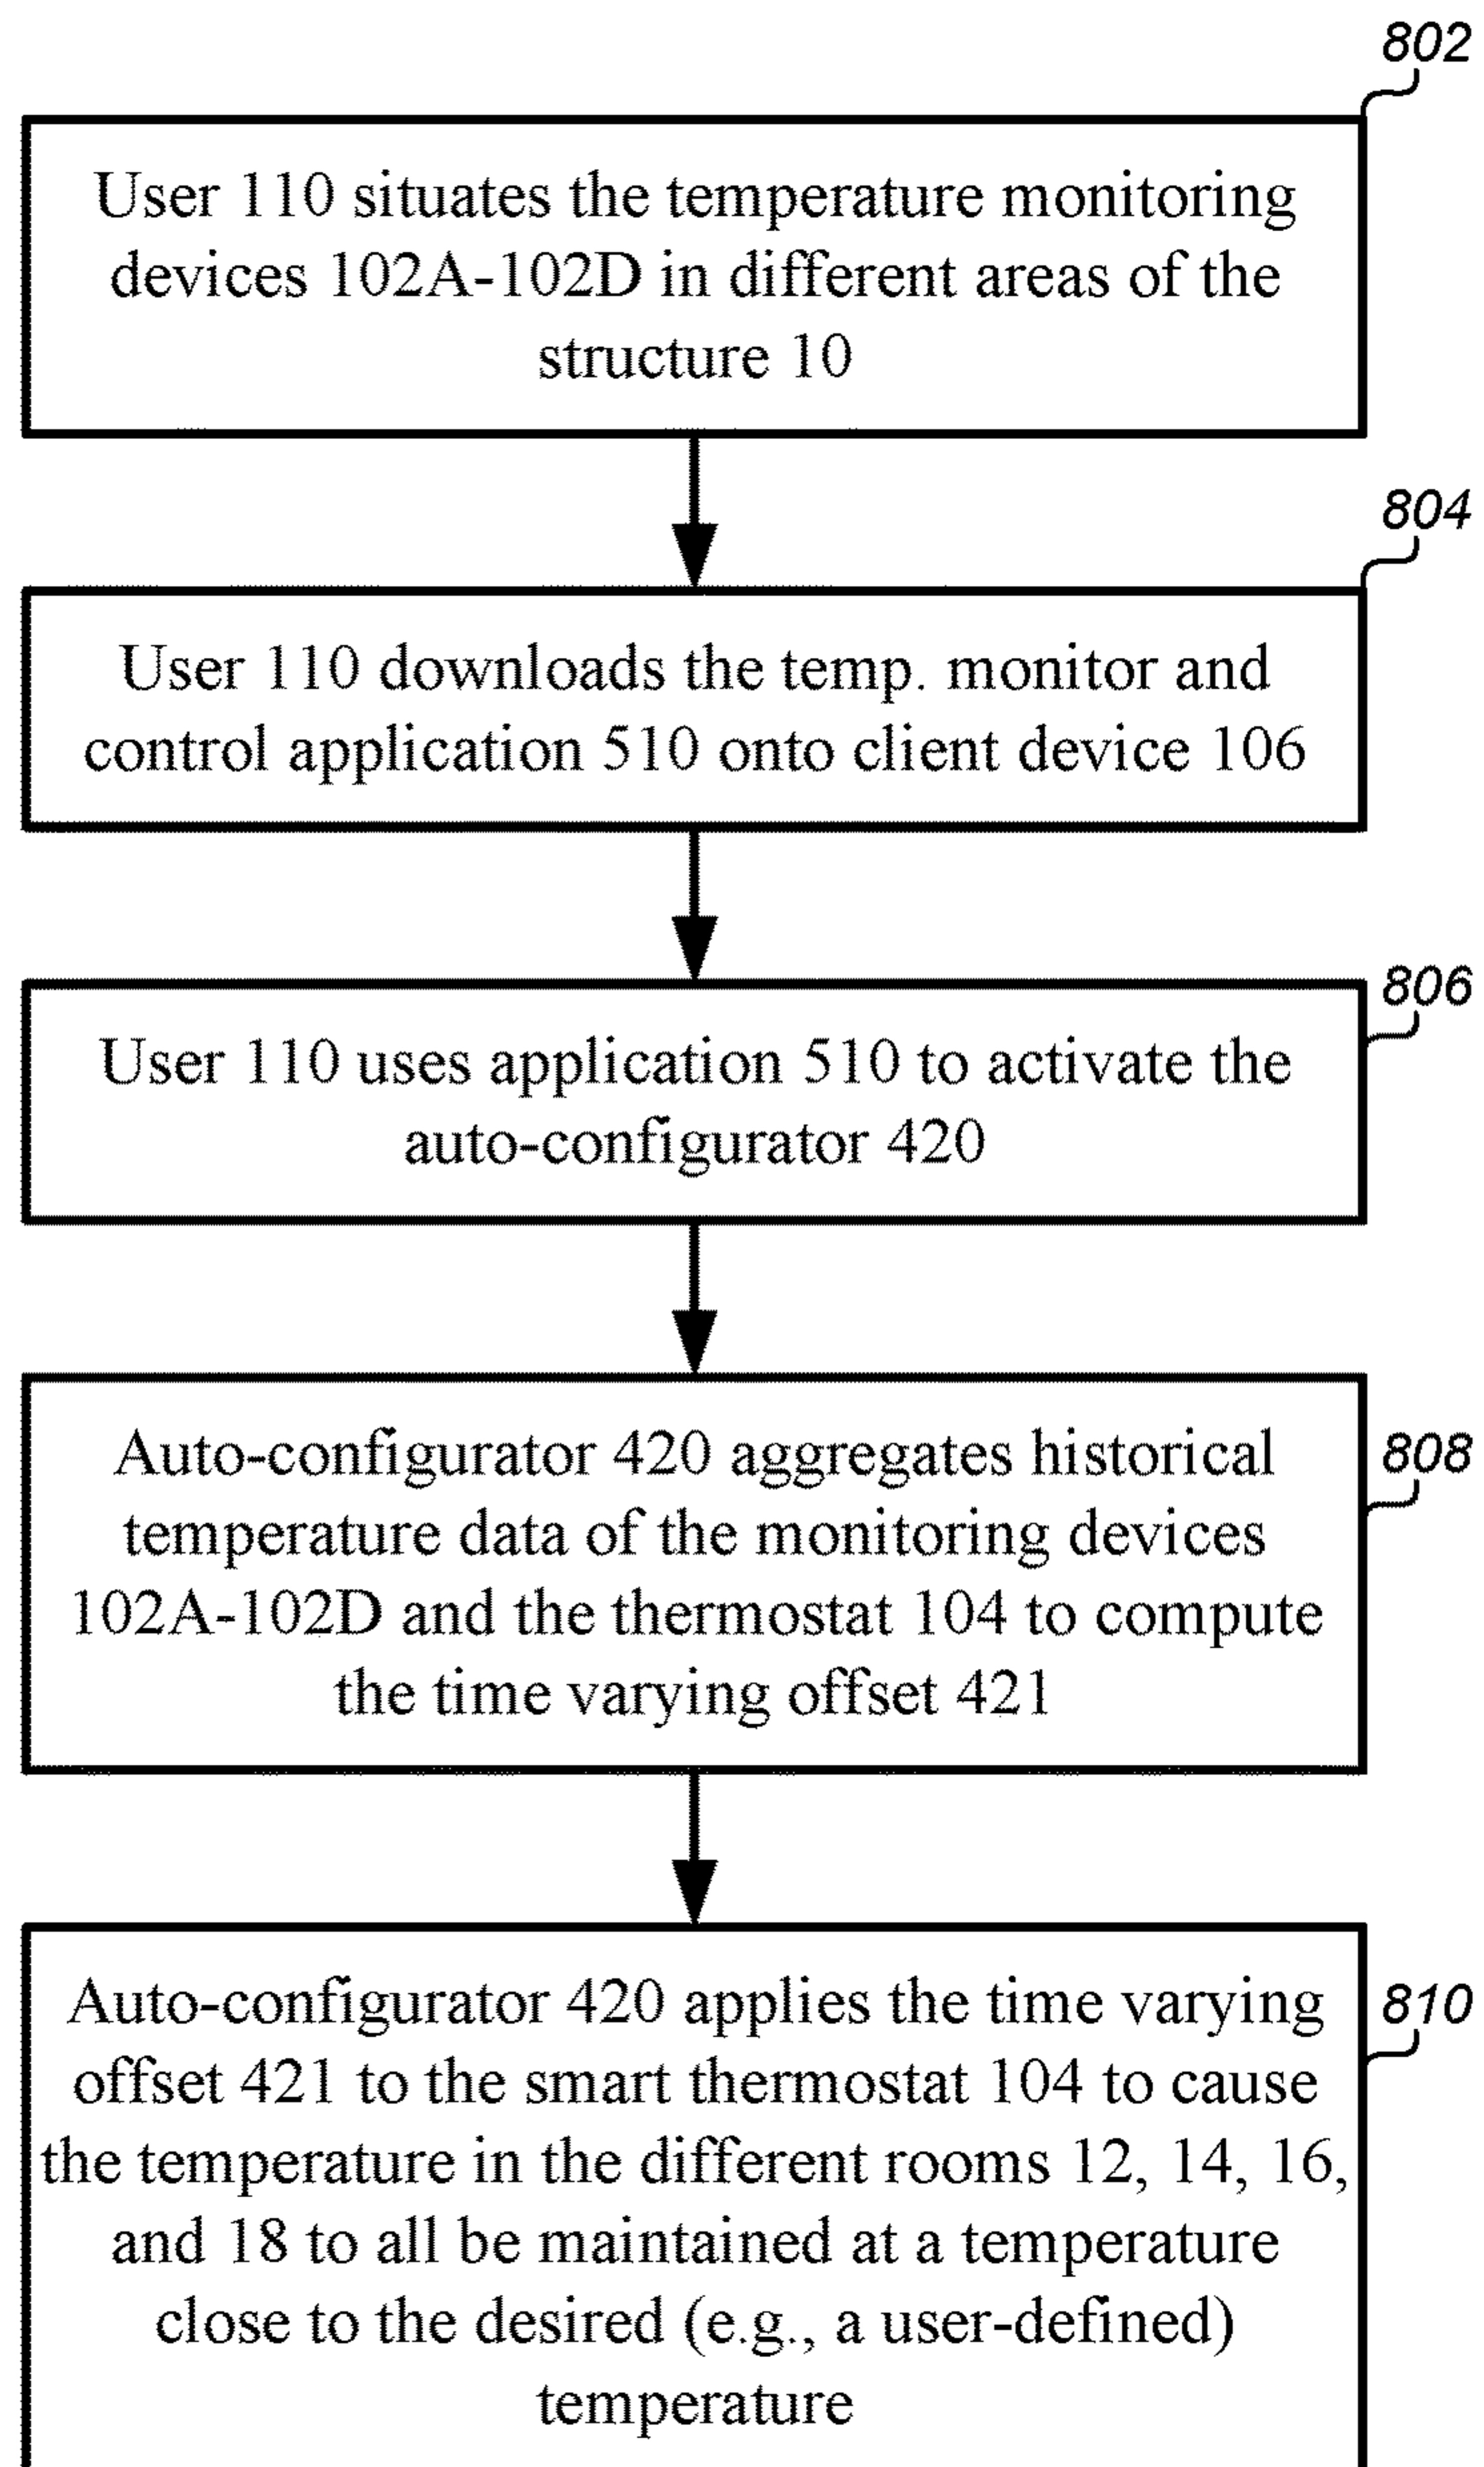 802
User 110 situates the temperature monitoring
devices 102A-102D in different areas of the
structure 10
804
User 110 downloads the temp. monitor and
control application 510 onto client device 106
806
User 110 uses application 510 to activate the
auto-configurator 420
808
Auto-configurator 420 aggregates historical
temperature data of the monitoring devices
102A-102D and the thermostat 104 to compute
the time varying offset 421
810
Auto-configurator 420 applies the time varying
offset 421 to the smart thermostat 104 to cause
the temperature in the different rooms 12, 14, 16,
and 18 to all be maintained at a temperature
close to the desired (e.g., a user-defined)
temperature